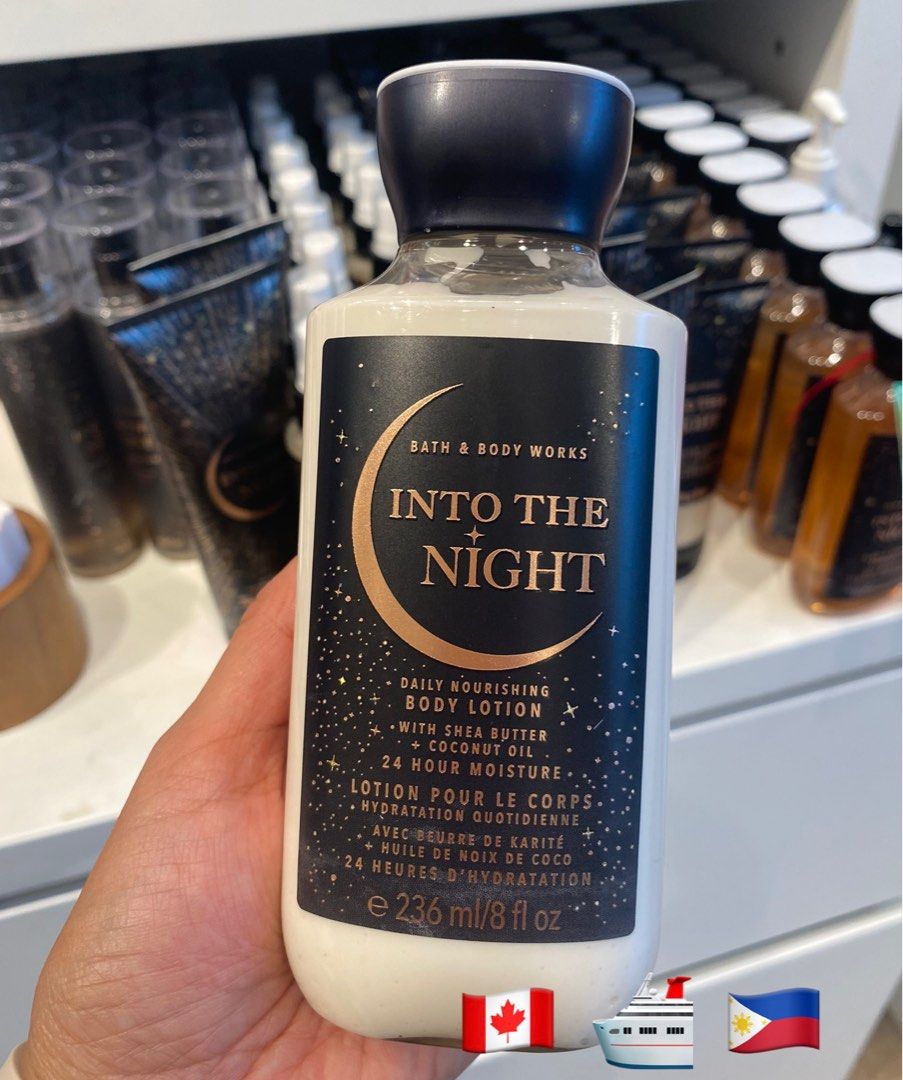 BATH & BODY WORKS
INTO THE
NIGHT
DAILY NOURISHING
BODY LOTION
WITH SHEA BUTTER
+ COCONUT OIL
24 HOUR MOISTURE
LOTION POUR LE CORPS
HYDRATATION QUOTIDIENNE
AVEC BEURRE DE KARITÉ
+ HUILE DE NOIX DE COCO
24 HEURES D'HYDRATATION
℮ 236 ml/8 fl oz